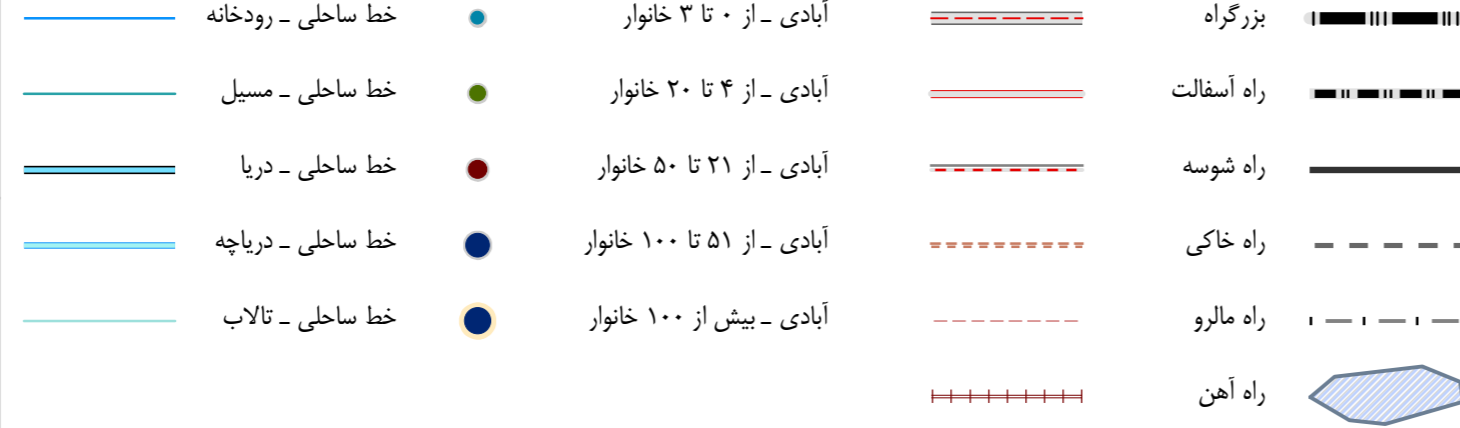 بزرگراه
راه آسفالت
راه شوسه
راه خاکی
راه مالرو
راه آهن
آبادی ـ از ۰ تا ۳ خانوار
آبادی ـ از ۴ تا ۲۰ خانوار
آبادی ـ از ۲۱ تا ۵۰ خانوار
آبادی ـ از ۵۱ تا ۱۰۰ خانوار
آبادی ـ بیش از ۱۰۰ خانوار
خط ساحلی ـ رودخانه
خط ساحلی ـ مسیل
خط ساحلی ـ دریا
خط ساحلی ـ دریاچه
خط ساحلی ـ تالاب